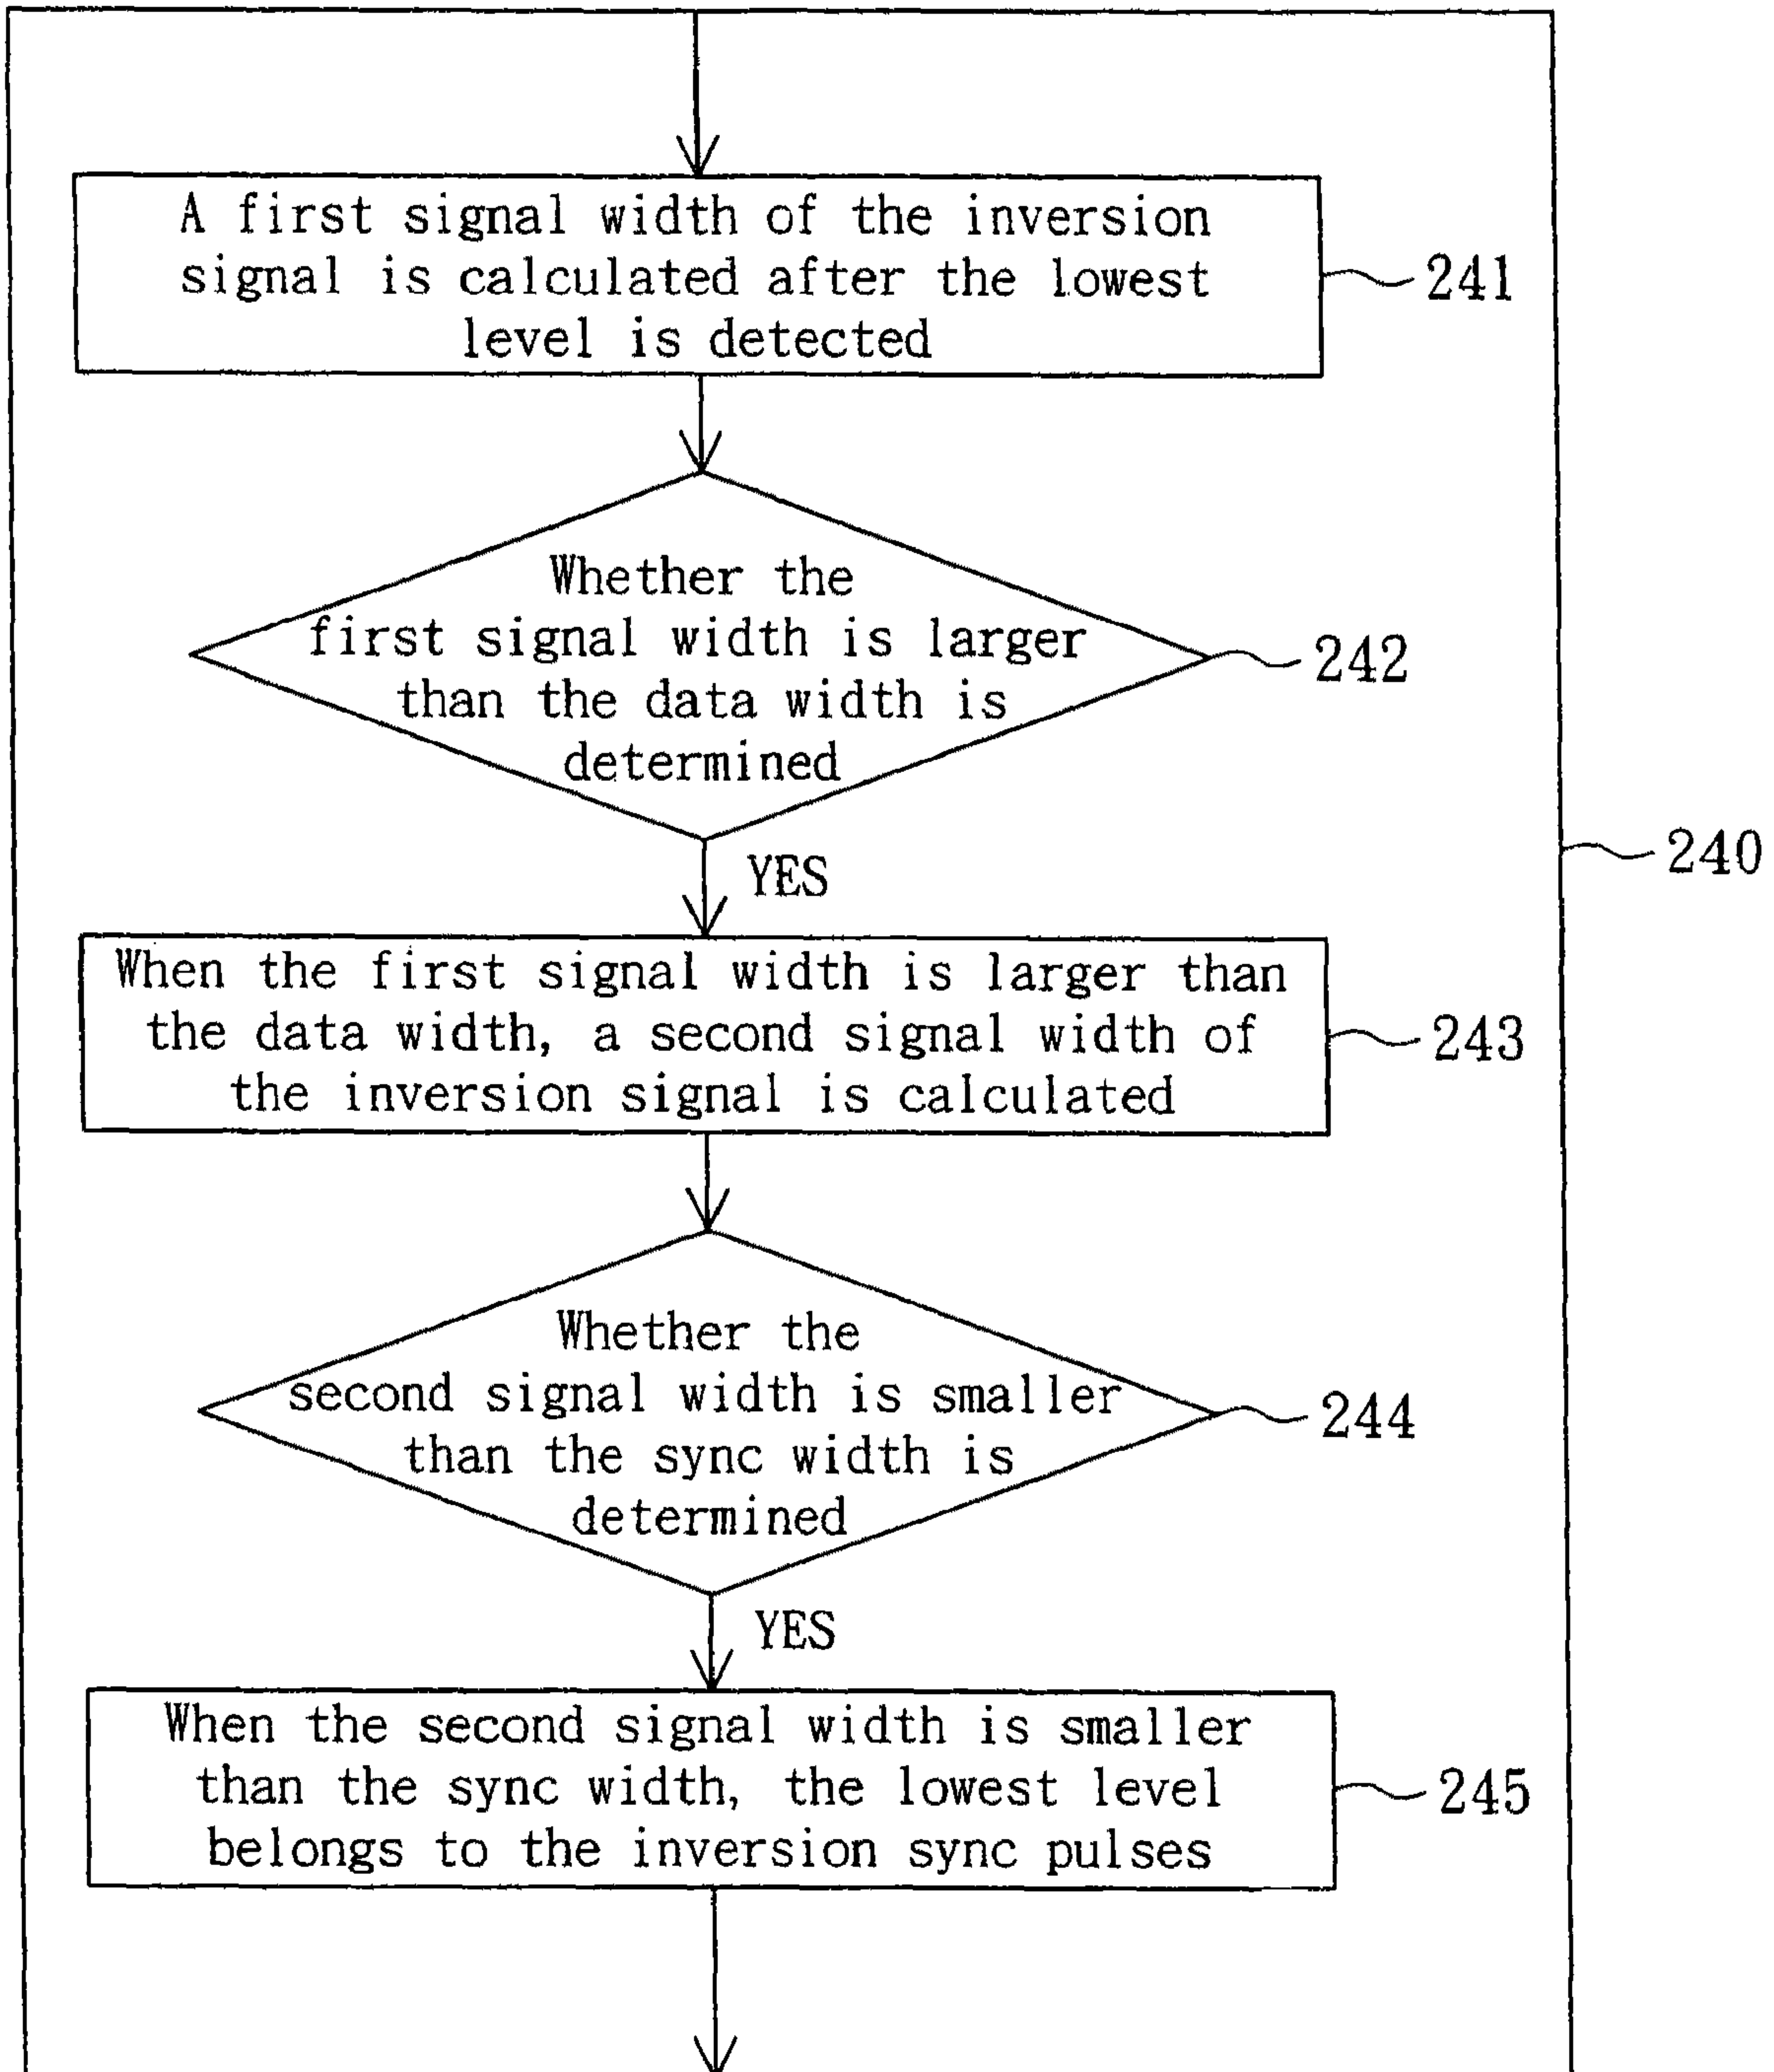 A first signal width of the inversion
signal is calculated after the lowest
level is detected
241
Whether the
first signal width is larger
than the data width is
determined
242
240
YES
When the first signal width is larger than
the data width, a second signal width of
the inversion signal is calculated
243
Whether the
second signal width is smaller
than the sync width is
determined
244
YES
When the second signal width is smaller
than the sync width, the lowest level
belongs to the inversion sync pulses
245